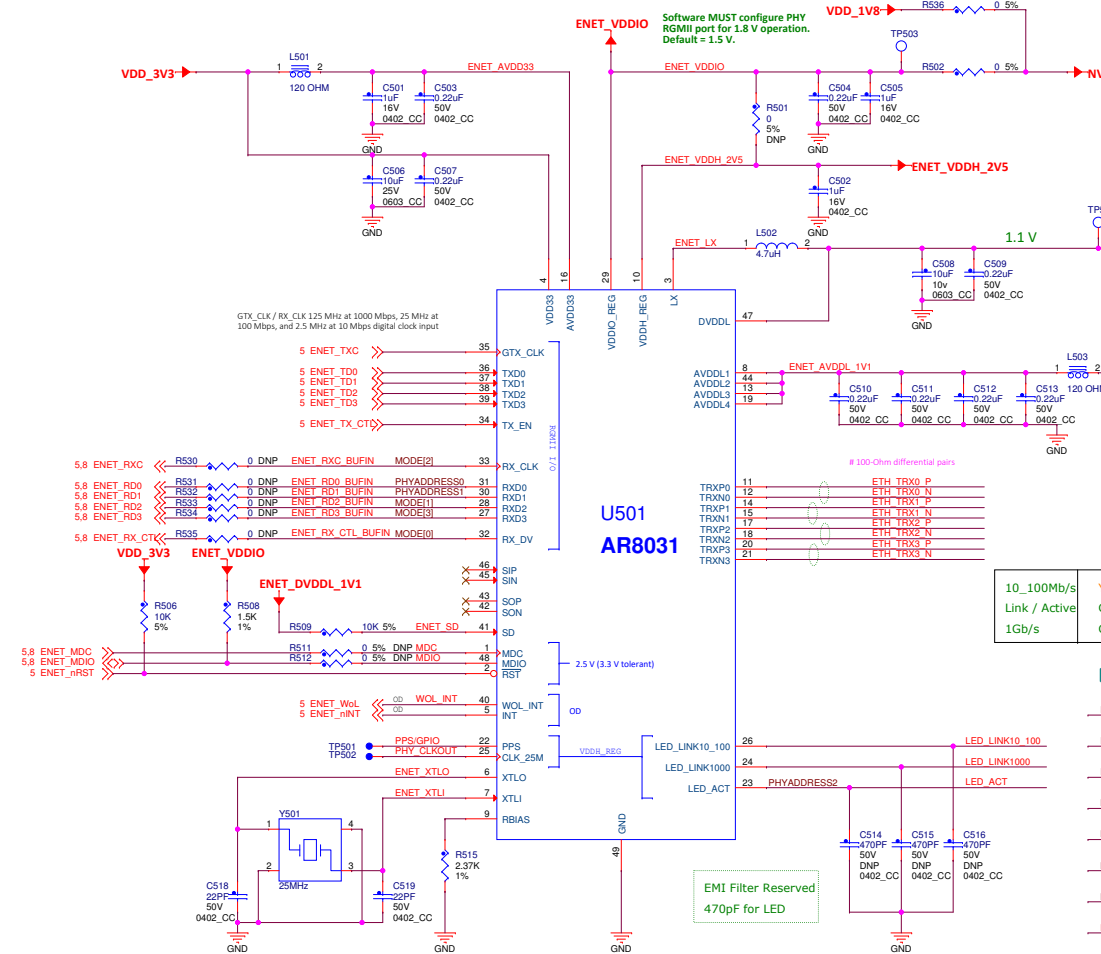 VDD_1V8
R536
0 5%
ENET_VDDIO
Software MUST configure PHY
RGMII port for 1.8 V operation.
Default = 1.5 V.
TP503
VDD_3V3
L501
1
2
120 OHM
ENET_AVDD33
ENET_VDDIO
R502
0 5%
C501
1uF
16V
0402_CC
C503
0.22uF
50V
0402_CC
GND
R501
0
5%
DNP
C504
0.22uF
50V
0402_CC
C505
1uF
16V
0402_CC
GND
C506
10uF
25V
0603_CC
C507
0.22uF
50V
0402_CC
GND
ENET_VDDH_2V5
ENET_VDDH_2V5
C502
1uF
16V
0402_CC
GND
ENET_LX
L502
1
2
4.7uH
1.1 V
C508
10uF
10v
0603_CC
C509
0.22uF
50V
0402_CC
GND
4
16
29
10
3
VDD33
AVDD33
VDDIO_REG
VDDH_REG
LX
GTX_CLK / RX_CLK 125 MHz at 1000 Mbps, 25 MHz at
100 Mbps, and 2.5 MHz at 10 Mbps digital clock input
DVDDL
47
5 ENET_TXC
35
GTX_CLK
5 ENET_TD0
36
TXD0
5 ENET_TD1
37
TXD1
5 ENET_TD2
38
TXD2
5 ENET_TD3
39
TXD3
5 ENET_TX_CTL
34
TX_EN
RGMII I/O
AVDDL1
8
ENET_AVDDL_1V1
AVDDL2
44
AVDDL3
13
AVDDL4
19
L503
1
2
C510
0.22uF
50V
0402_CC
C511
0.22uF
50V
0402_CC
C512
0.22uF
50V
0402_CC
C513
0.22uF
50V
0402_CC
GND
5,8 ENET_RXC
R530
0 DNP
ENET_RXC_BUFIN
MODE[2]
33
RX_CLK
5,8 ENET_RD0
R531
0 DNP
ENET_RD0_BUFIN
PHYADDRESS0
31
RXD0
5,8 ENET_RD1
R532
0 DNP
ENET_RD1_BUFIN
PHYADDRESS1
30
RXD1
5,8 ENET_RD2
R533
0 DNP
ENET_RD2_BUFIN
MODE[1]
28
RXD2
5,8 ENET_RD3
R534
0 DNP
ENET_RD3_BUFIN
MODE[3]
27
RXD3
5,8 ENET_RX_CTL
R535
0 DNP
ENET_RX_CTL_BUFIN
MODE[0]
32
RX_DV
# 100-Ohm differential pairs
TRXP0
11
ETH_TRX0_P
TRXN0
12
ETH_TRX0_N
TRXP1
14
ETH_TRX1_P
TRXN1
15
ETH_TRX1_N
TRXP2
17
ETH_TRX2_P
TRXN2
18
ETH_TRX2_N
TRXP3
20
ETH_TRX3_P
TRXN3
21
ETH_TRX3_N
U501
AR8031
VDD_3V3
ENET_VDDIO
ENET_DVDDL_1V1
46
SIP
45
SIN
43
SOP
42
SON
R506
10K
5%
R508
1.5K
1%
R509
10K 5%
ENET_SD
41
SD
5,8 ENET_MDC
R511
0 5% DNP
MDC
1
MDC
5,8 ENET_MDIO
R512
0 5% DNP
MDIO
48
MDIO
5 ENET_nRST
2
RST
2.5 V (3.3 V tolerant)
10_100Mb/s
Link / Active
1Gb/s
5 ENET_WoL
OD
WOL_INT
40
WOL_INT
5 ENET_nINT
OD
5
INT
OD
TP501
PPS/GPIO
22
PPS
TP502
PHY_CLKOUT
25
CLK_25M
VDDH_REG
ENET_XTLO
6
XTLO
ENET_XTLI
7
XTLI
9
RBIAS
LED_LINK10_100
26
LED_LINK10_100
LED_LINK1000
24
LED_LINK1000
LED_ACT
23
PHYADDRESS2
LED_ACT
GND
49
Y501
1
4
2
3
25MHz
R515
2.37K
1%
C518
22PF
50V
0402_CC
C519
22PF
50V
0402_CC
C514
470PF
50V
DNP
0402_CC
C515
470PF
50V
DNP
0402_CC
C516
470PF
50V
DNP
0402_CC
EMI Filter Reserved
470pF for LED
GND
GND
GND
GND